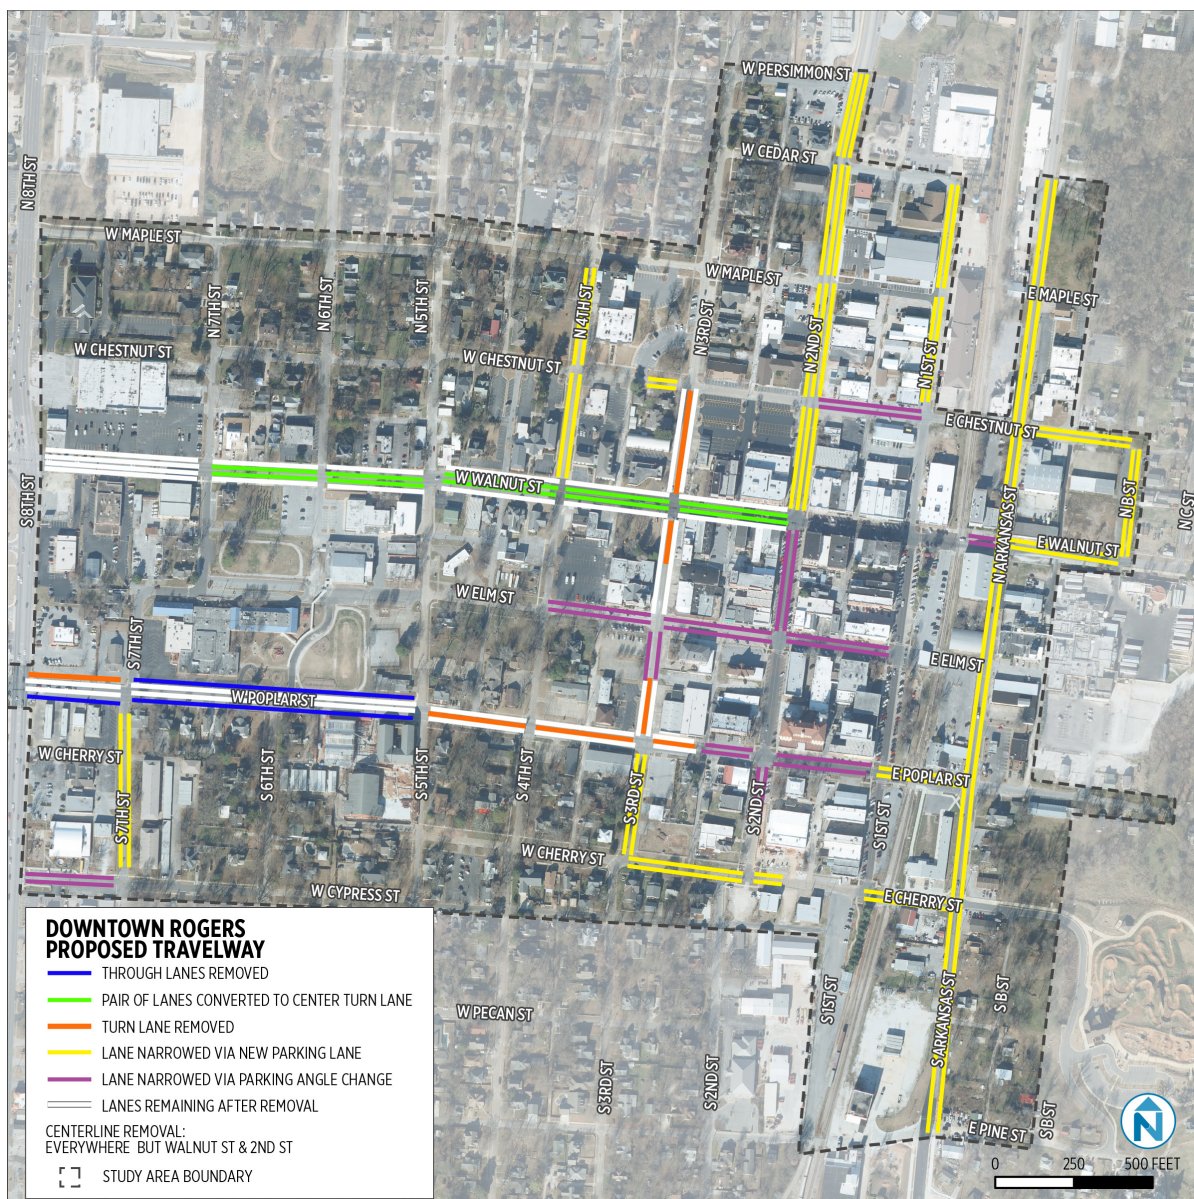 W PERSIMMON ST
W CEDAR ST
N 8TH ST
W MAPLE ST
W MAPLE ST
E MAPLE ST
N 7TH ST
N 6TH ST
N 5TH ST
N 4TH ST
N 3RD ST
N 2ND ST
N 1ST ST
W CHESTNUT ST
W CHESTNUT ST
E CHESTNUT ST
S 8TH ST
W WALNUT ST
N ARKANSAS ST
N B ST
N C ST
E WALNUT ST
W ELM ST
E ELM ST
S 7TH ST
W POPLAR ST
W CHERRY ST
S 7TH ST
S 6TH ST
S 5TH ST
S 4TH ST
S 3RD ST
S 2ND ST
S 1ST ST
E POPLAR ST
W CHERRY ST
W CYPRESS ST
E CHERRY ST
W PECAN ST
S 3RD ST
S 2ND ST
S 1ST ST
S ARKANSAS ST
S B ST
S B ST
E PINE ST
DOWNTOWN ROGERS
PROPOSED TRAVELWAY
THROUGH LANES REMOVED
PAIR OF LANES CONVERTED TO CENTER TURN LANE
TURN LANE REMOVED
LANE NARROWED VIA NEW PARKING LANE
LANE NARROWED VIA PARKING ANGLE CHANGE
LANES REMAINING AFTER REMOVAL
CENTERLINE REMOVAL:
EVERYWHERE BUT WALNUT ST & 2ND ST
STUDY AREA BOUNDARY
N
0 250 500 FEET